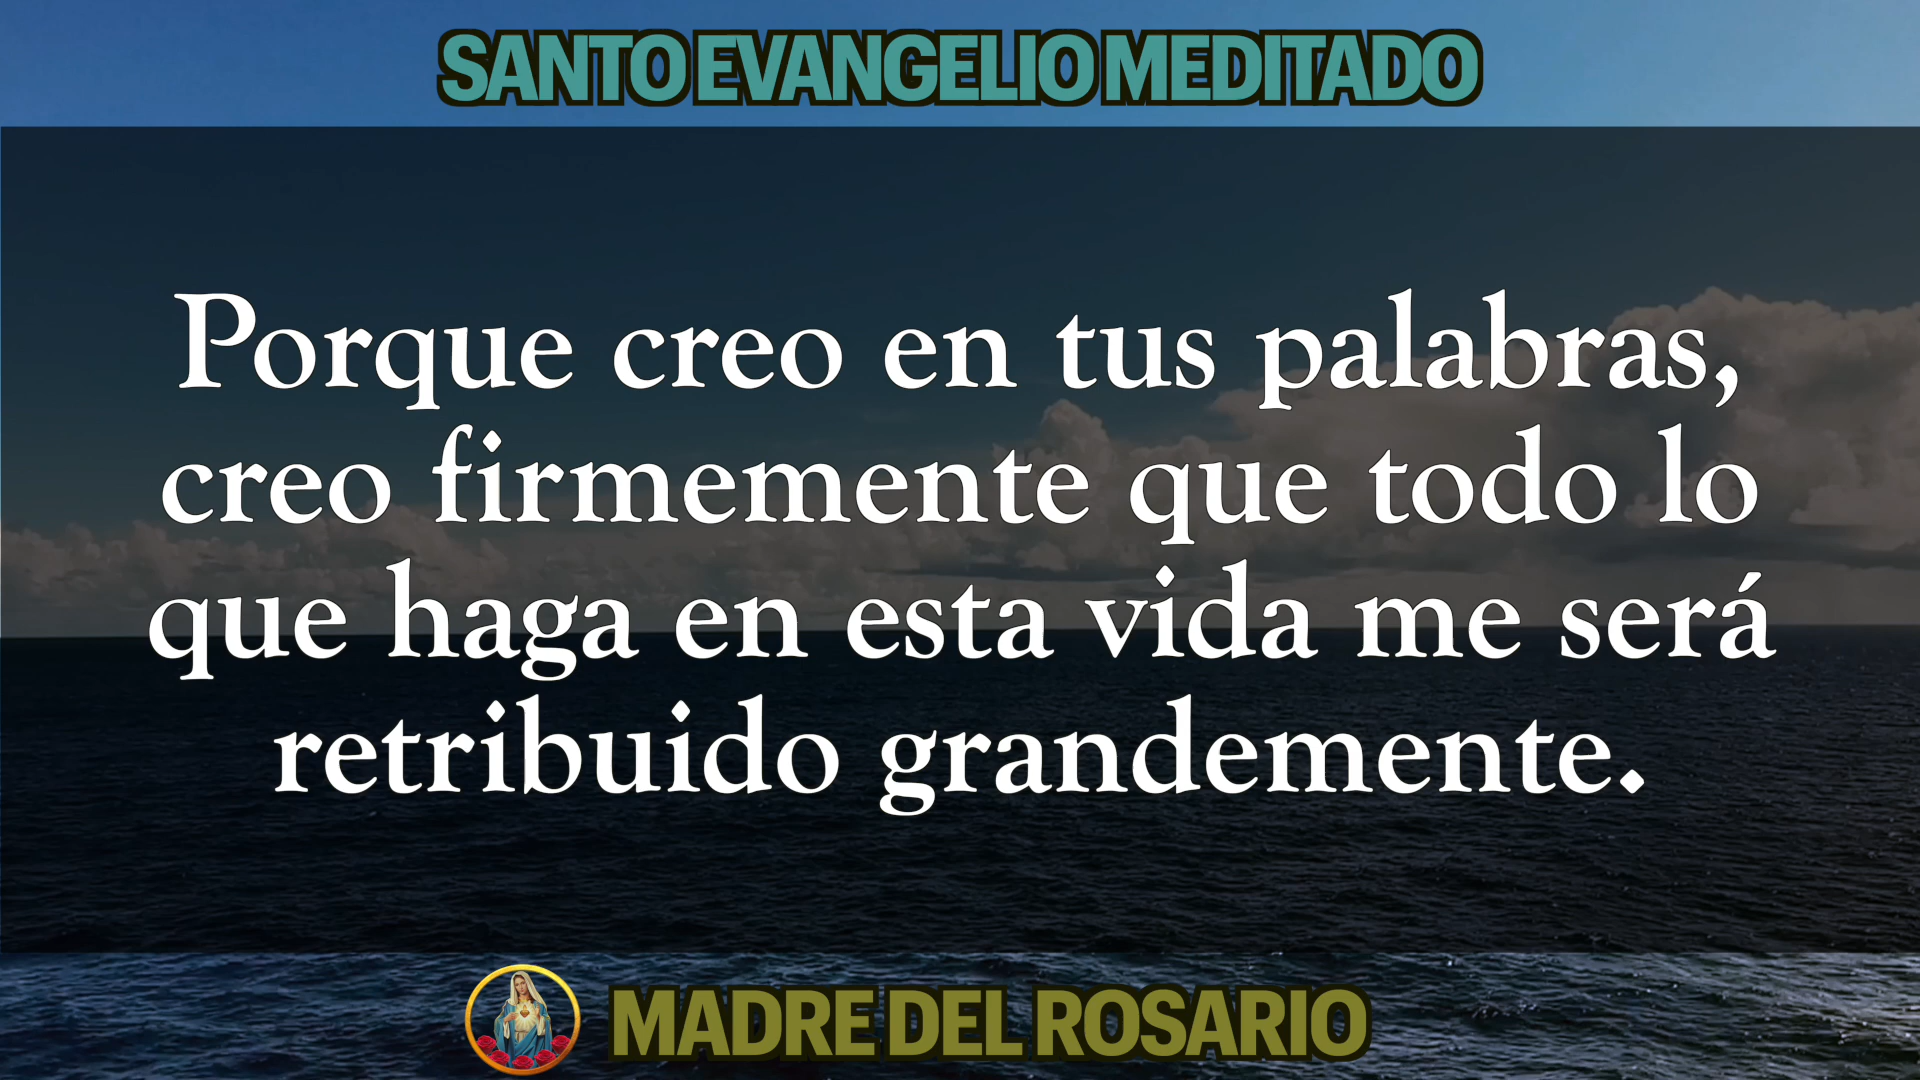 SANTO EVANGELIO MEDITADO
Porque creo en tus palabras,
creo firmemente que todo lo
que haga en esta vida me será
retribuido grandemente.
MADRE DEL ROSARIO